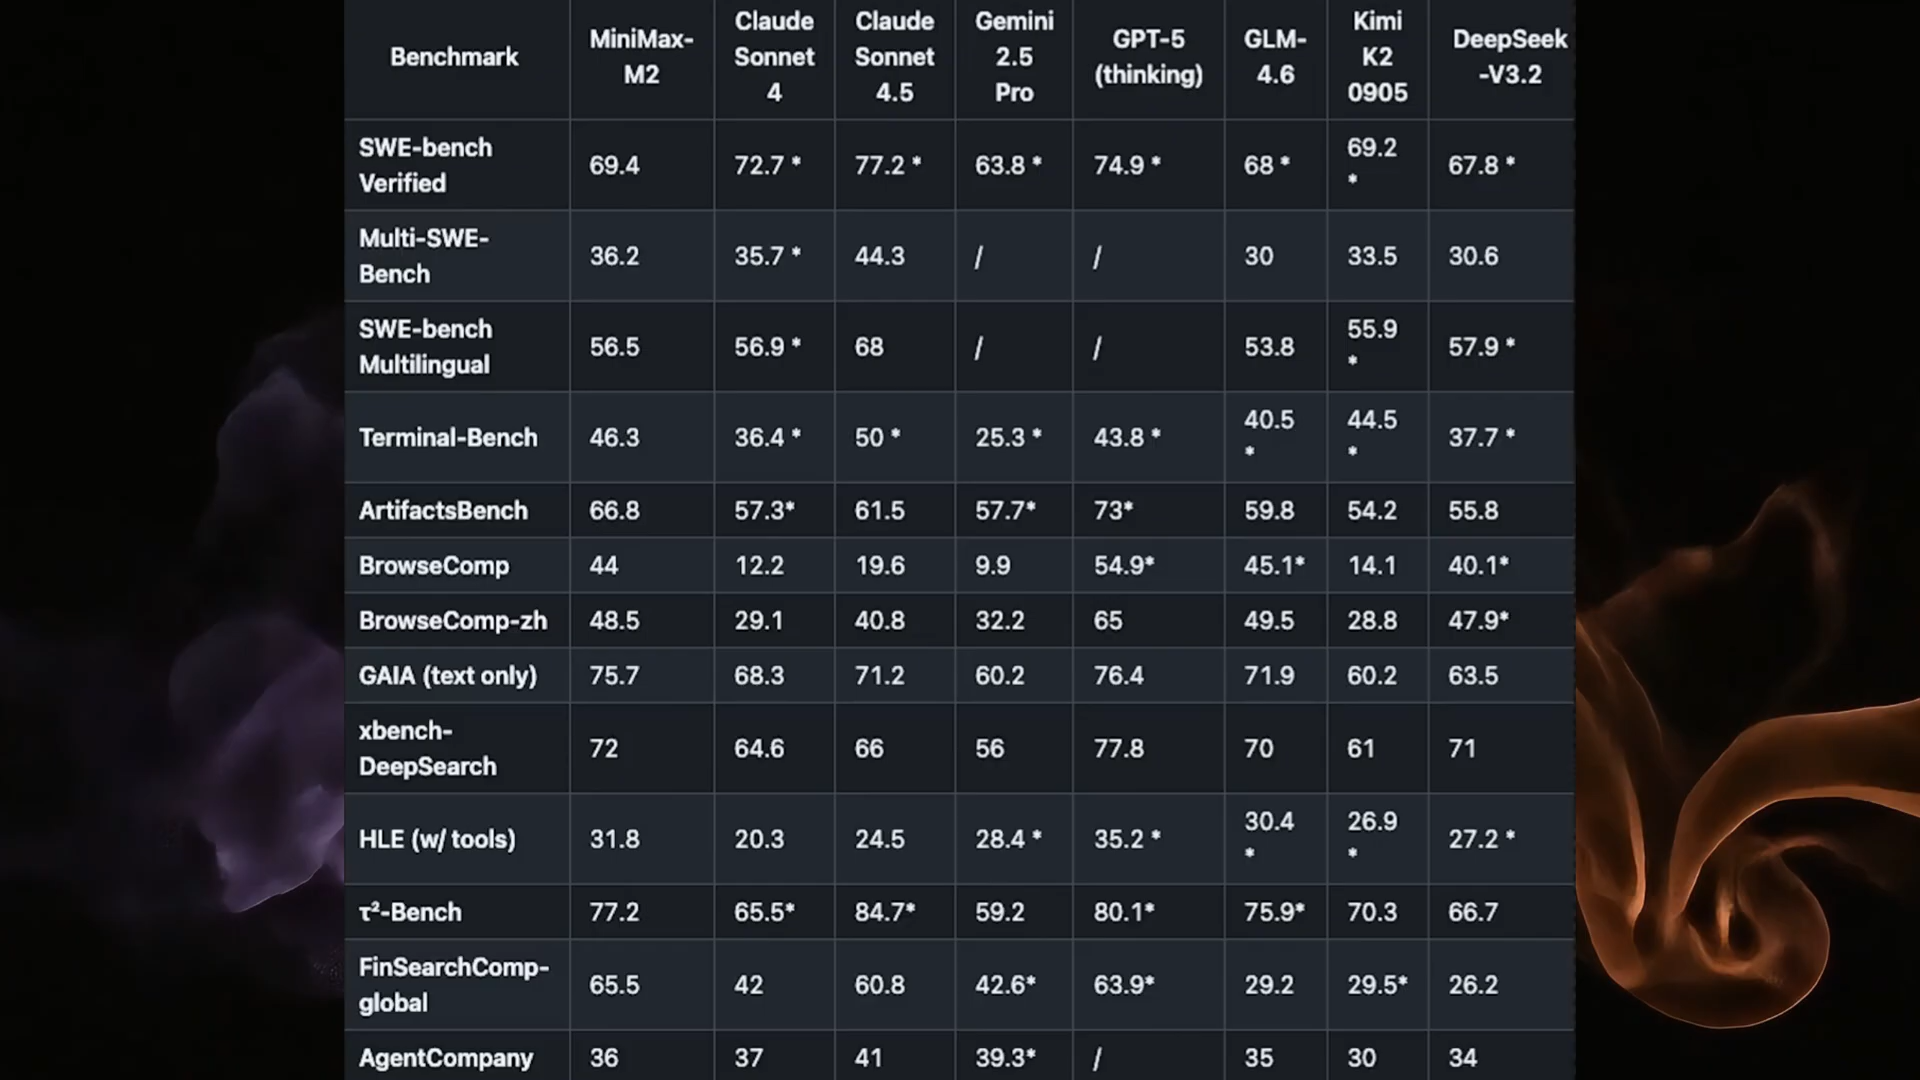 Benchmark MiniMax-M2 Claude Sonnet 4 Claude Sonnet 4.5 Gemini 2.5 Pro GPT-5 (thinking) GLM-4.6 Kimi K2 0905 DeepSeek-V3.2
SWE-bench Verified 69.4 72.7 * 77.2 * 63.8 * 74.9 * 68 * 69.2 * 67.8 *
Multi-SWE-Bench 36.2 35.7 * 44.3 / / 30 33.5 30.6
SWE-bench Multilingual 56.5 56.9 * 68 / / 53.8 55.9 * 57.9 *
Terminal-Bench 46.3 36.4 * 50 * 25.3 * 43.8 * 40.5 * 44.5 * 37.7 *
ArtifactsBench 66.8 57.3* 61.5 57.7* 73* 59.8 54.2 55.8
BrowseComp 44 12.2 19.6 9.9 54.9* 45.1* 14.1 40.1*
BrowseComp-zh 48.5 29.1 40.8 32.2 65 49.5 28.8 47.9*
GAIA (text only) 75.7 68.3 71.2 60.2 76.4 71.9 60.2 63.5
xbench-DeepSearch 72 64.6 66 56 77.8 70 61 71
HLE (w/ tools) 31.8 20.3 24.5 28.4 * 35.2 * 30.4 * 26.9 * 27.2 *
τ²-Bench 77.2 65.5* 84.7* 59.2 80.1* 75.9* 70.3 66.7
FinSearchComp-global 65.5 42 60.8 42.6* 63.9* 29.2 29.5* 26.2
AgentCompany 36 37 41 39.3* / 35 30 34